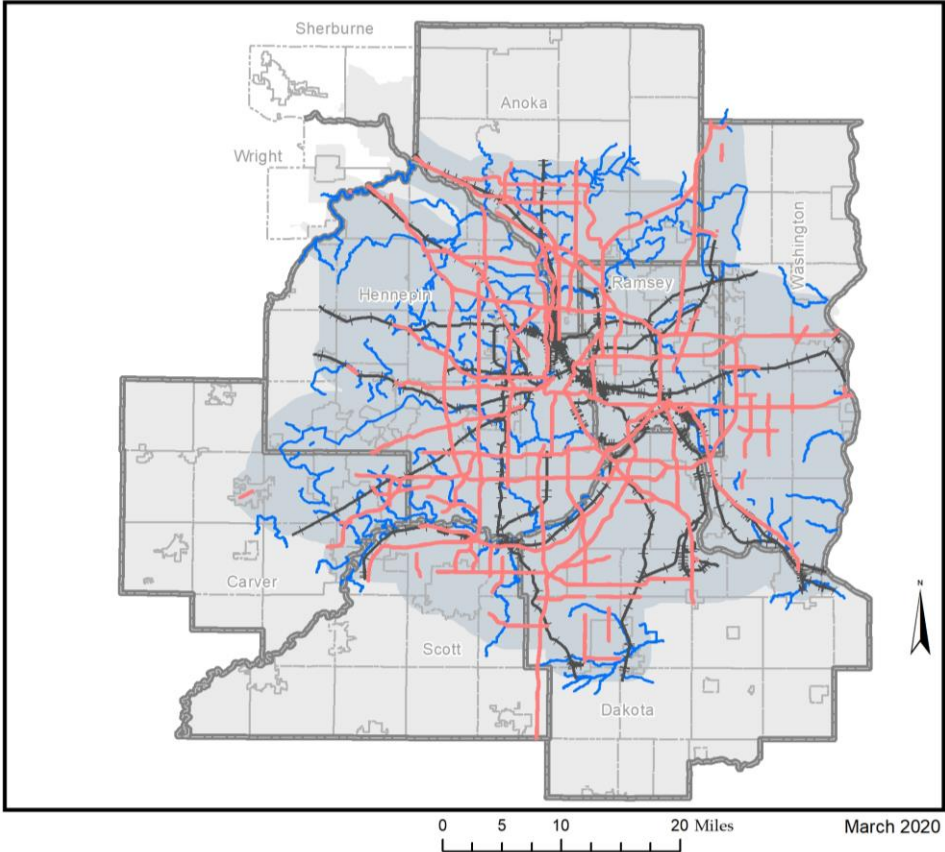 Sherburne
Anoka
Wright
Washington
Ramsey
Hennepin
Carver
N
Scott
Dakota
0 5 10 20 Miles
March 2020